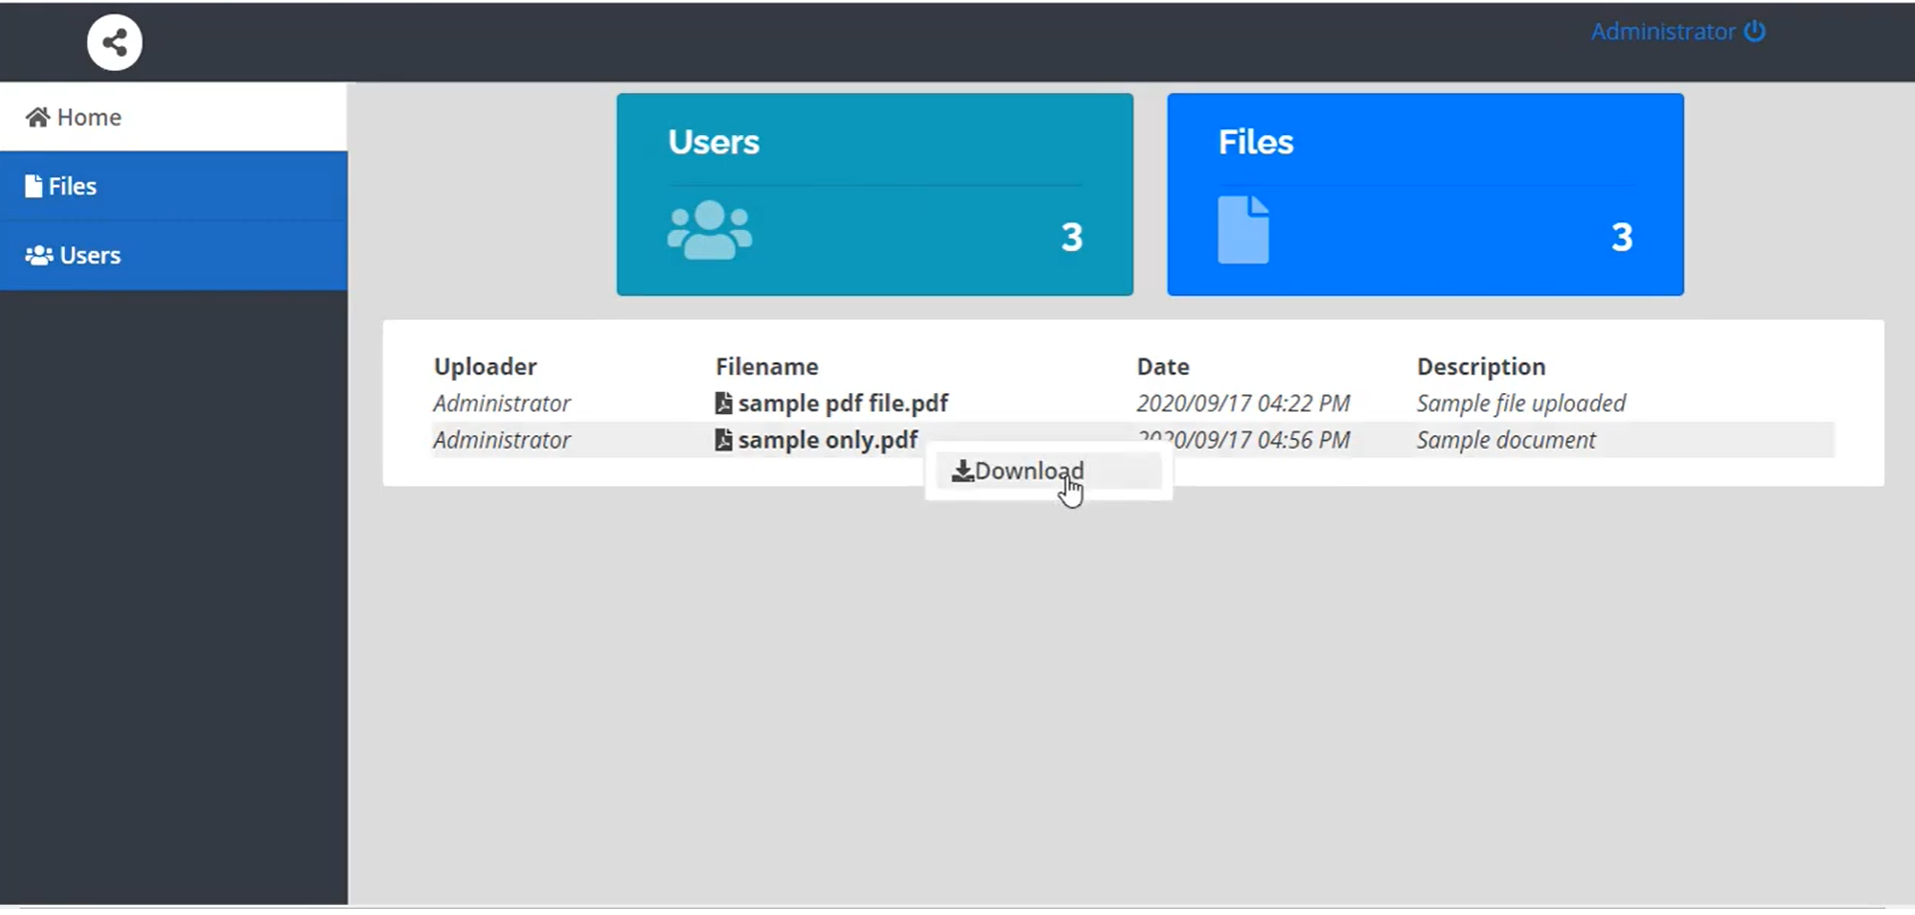 Administrator
Home
Files
Users
Users
3
Files
3
Uploader Filename Date Description
Administrator sample pdf file.pdf 2020/09/17 04:22 PM Sample file uploaded
Administrator sample only.pdf 2020/09/17 04:56 PM Sample document
Download